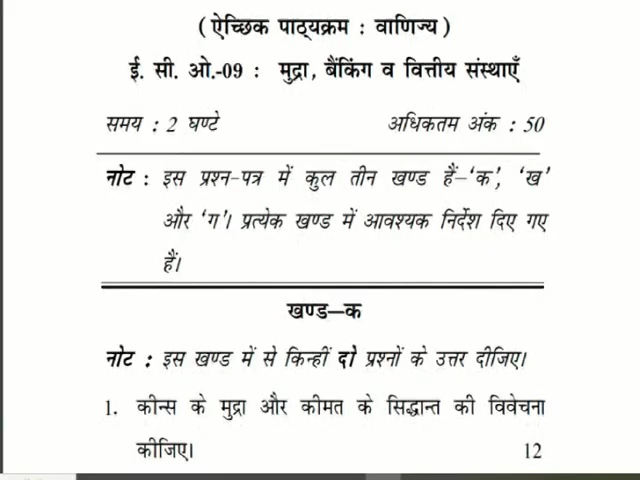 ( ऐच्छिक पाठ्यक्रम : वाणिज्य )
ई. सी. ओ.-09 : मुद्रा, बैंकिंग व वित्तीय संस्थाएँ
समय : 2 घण्टे अधिकतम अंक : 50
नोट : इस प्रश्न-पत्र में कुल तीन खण्ड हैं–‘क’, ‘ख’
और ‘ग’। प्रत्येक खण्ड में आवश्यक निर्देश दिए गए
हैं।
खण्ड—क
नोट : इस खण्ड में से किन्हीं दो प्रश्नों के उत्तर दीजिए।
1. कीन्स के मुद्रा और कीमत के सिद्धान्त की विवेचना
कीजिए। 12